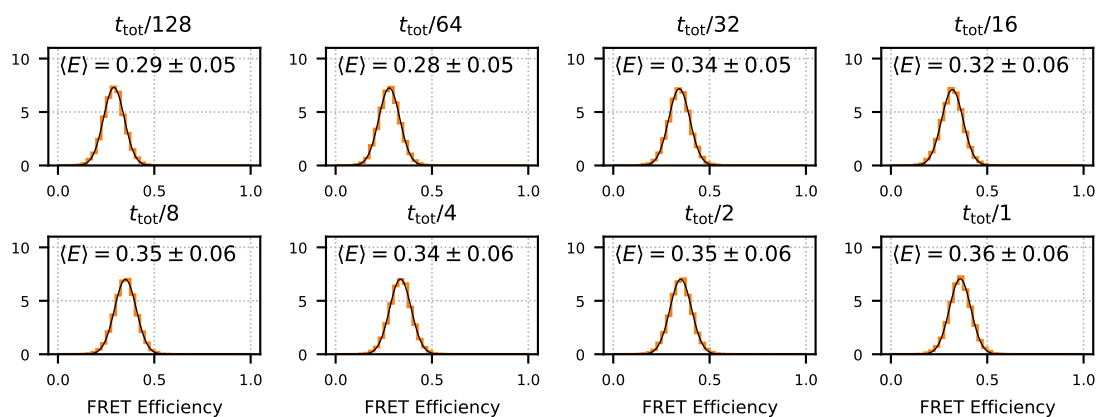 t_tot/128 t_tot/64 t_tot/32 t_tot/16
10 ⟨E⟩ = 0.29 ± 0.05 10 ⟨E⟩ = 0.28 ± 0.05 10 ⟨E⟩ = 0.34 ± 0.05 10 ⟨E⟩ = 0.32 ± 0.06
5 5 5 5
0 0 0 0
0.0 0.5 1.0 0.0 0.5 1.0 0.0 0.5 1.0 0.0 0.5 1.0
t_tot/8 t_tot/4 t_tot/2 t_tot/1
10 ⟨E⟩ = 0.35 ± 0.06 10 ⟨E⟩ = 0.34 ± 0.06 10 ⟨E⟩ = 0.35 ± 0.06 10 ⟨E⟩ = 0.36 ± 0.06
5 5 5 5
0 0 0 0
0.0 0.5 1.0 0.0 0.5 1.0 0.0 0.5 1.0 0.0 0.5 1.0
FRET Efficiency FRET Efficiency FRET Efficiency FRET Efficiency